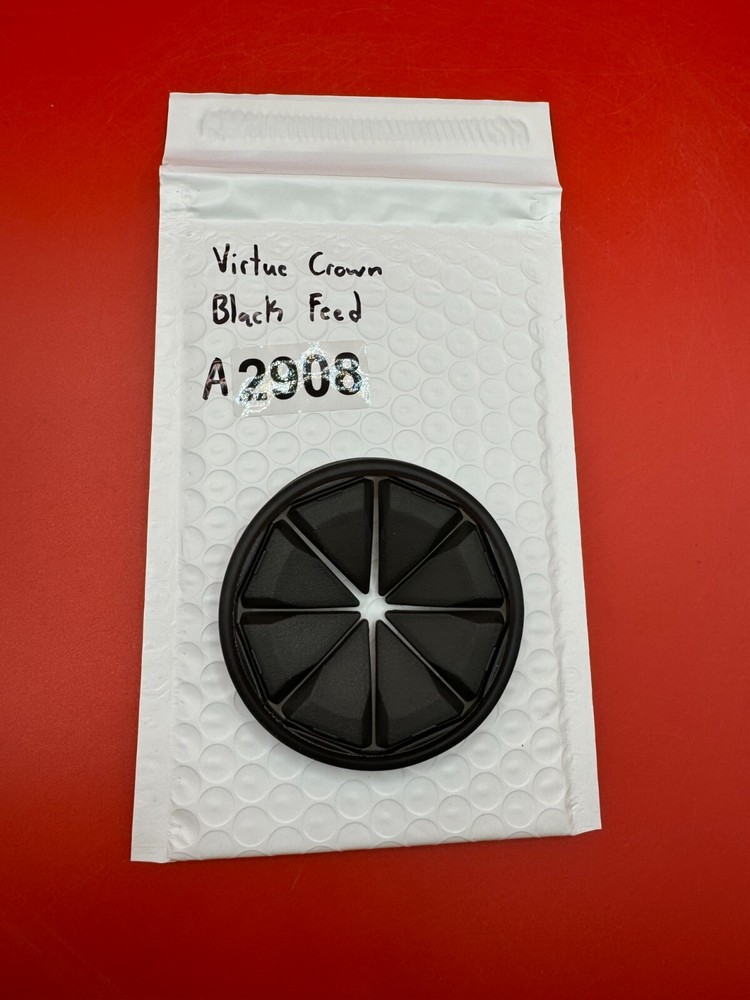 Virtue Crown
Black Feed
A2908